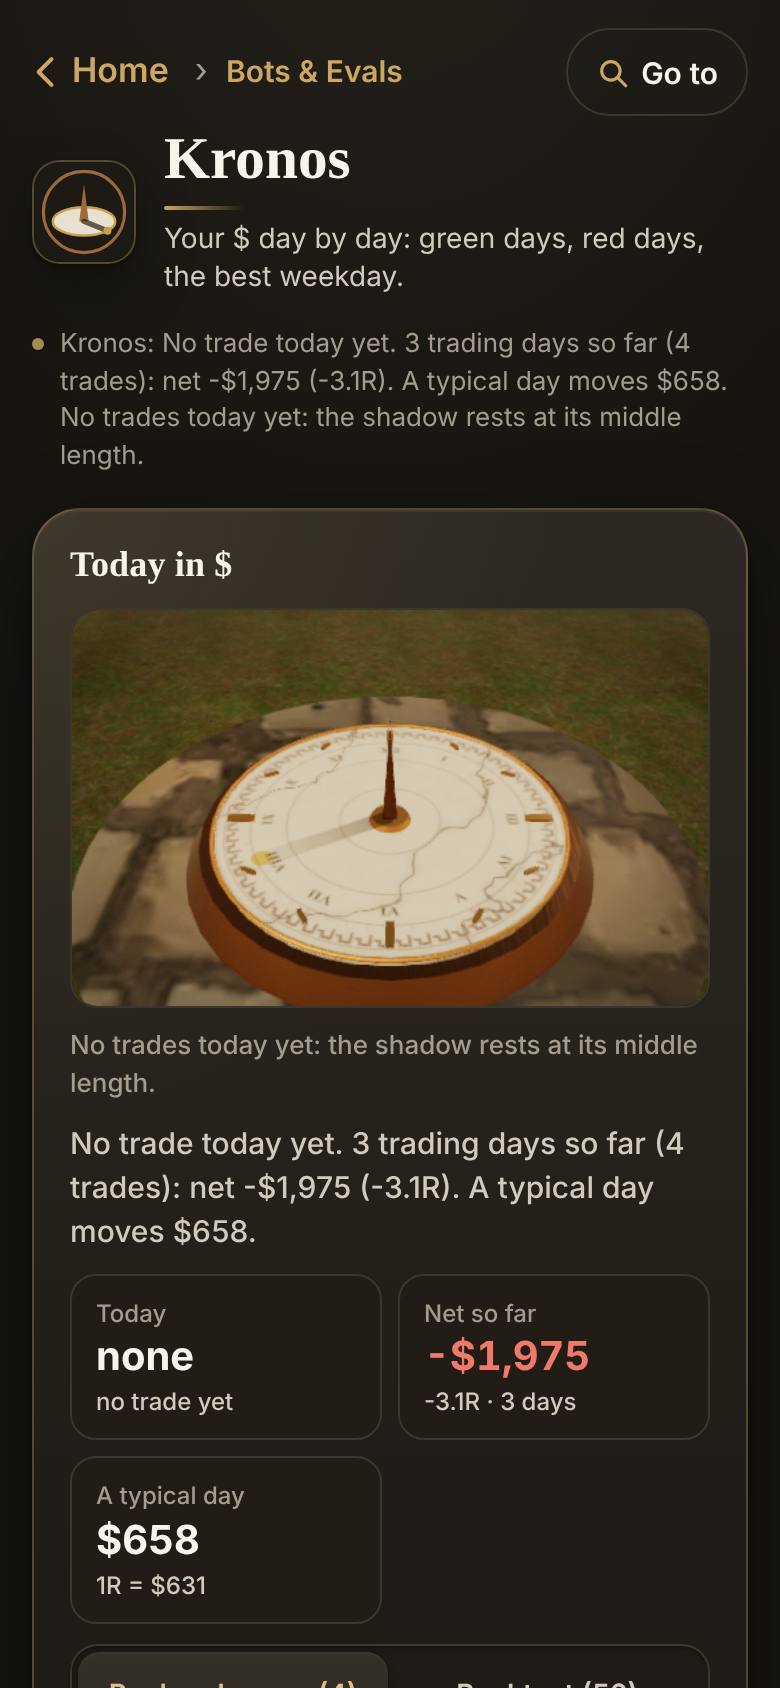 Home › Bots & Evals
Go to
Kronos
Your $ day by day: green days, red days,
the best weekday.
Kronos: No trade today yet. 3 trading days so far (4
trades): net -$1,975 (-3.1R). A typical day moves $658.
No trades today yet: the shadow rests at its middle
length.
Today in $
III
VI
VII
No trades today yet: the shadow rests at its middle
length.
No trade today yet. 3 trading days so far (4
trades): net -$1,975 (-3.1R). A typical day
moves $658.
Today
none
no trade yet
Net so far
-$1,975
-3.1R · 3 days
A typical day
$658
1R = $631